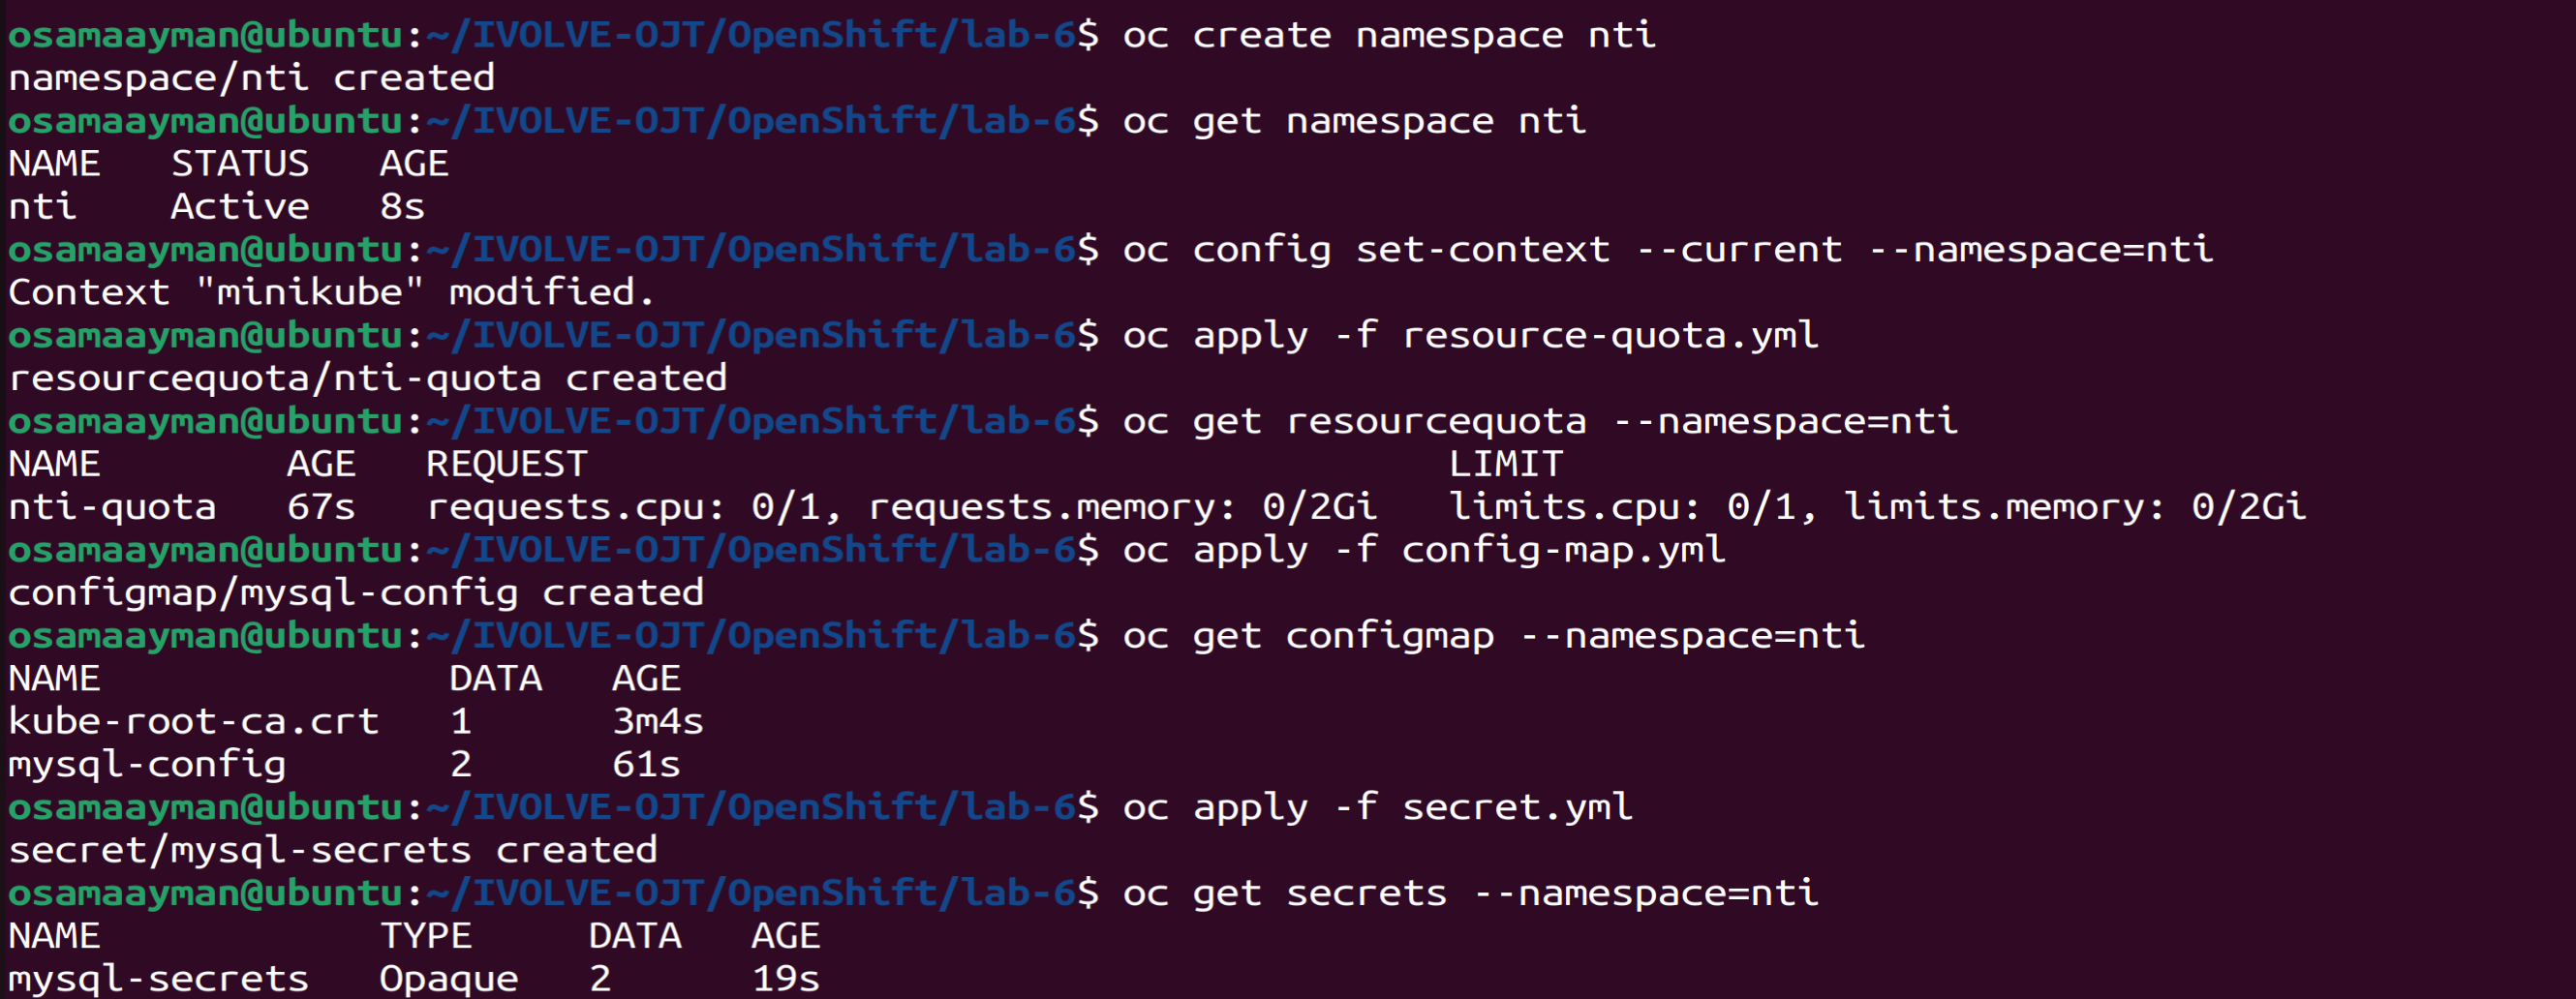 osamaayman@ubuntu:~/IVOLVE-OJT/OpenShift/lab-6$ oc create namespace nti
namespace/nti created
osamaayman@ubuntu:~/IVOLVE-OJT/OpenShift/lab-6$ oc get namespace nti
NAME   STATUS   AGE
nti    Active   8s
osamaayman@ubuntu:~/IVOLVE-OJT/OpenShift/lab-6$ oc config set-context --current --namespace=nti
Context "minikube" modified.
osamaayman@ubuntu:~/IVOLVE-OJT/OpenShift/lab-6$ oc apply -f resource-quota.yml
resourcequota/nti-quota created
osamaayman@ubuntu:~/IVOLVE-OJT/OpenShift/lab-6$ oc get resourcequota --namespace=nti
NAME        AGE   REQUEST                                     LIMIT
nti-quota   67s   requests.cpu: 0/1, requests.memory: 0/2Gi   limits.cpu: 0/1, limits.memory: 0/2Gi
osamaayman@ubuntu:~/IVOLVE-OJT/OpenShift/lab-6$ oc apply -f config-map.yml
configmap/mysql-config created
osamaayman@ubuntu:~/IVOLVE-OJT/OpenShift/lab-6$ oc get configmap --namespace=nti
NAME               DATA   AGE
kube-root-ca.crt   1      3m4s
mysql-config       2      61s
osamaayman@ubuntu:~/IVOLVE-OJT/OpenShift/lab-6$ oc apply -f secret.yml
secret/mysql-secrets created
osamaayman@ubuntu:~/IVOLVE-OJT/OpenShift/lab-6$ oc get secrets --namespace=nti
NAME            TYPE     DATA   AGE
mysql-secrets   Opaque   2      19s